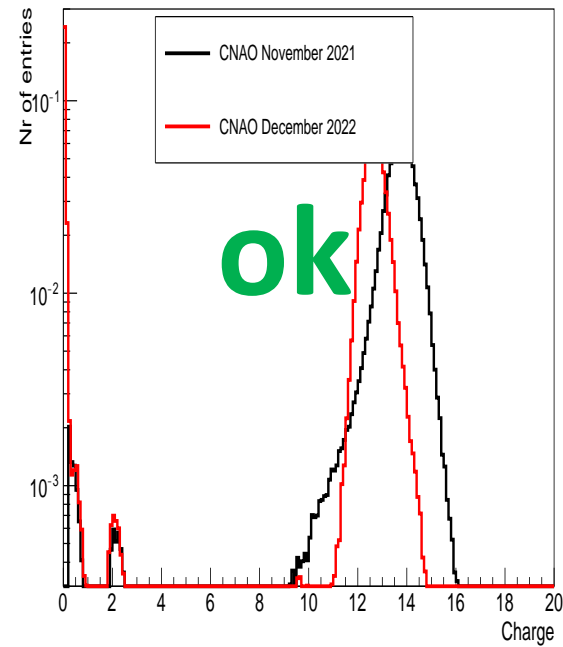 Nr of entries
CNAO November 2021
CNAO December 2022
ok
10-1
10-2
10-3
0 2 4 6 8 10 12 14 16 18 20
Charge